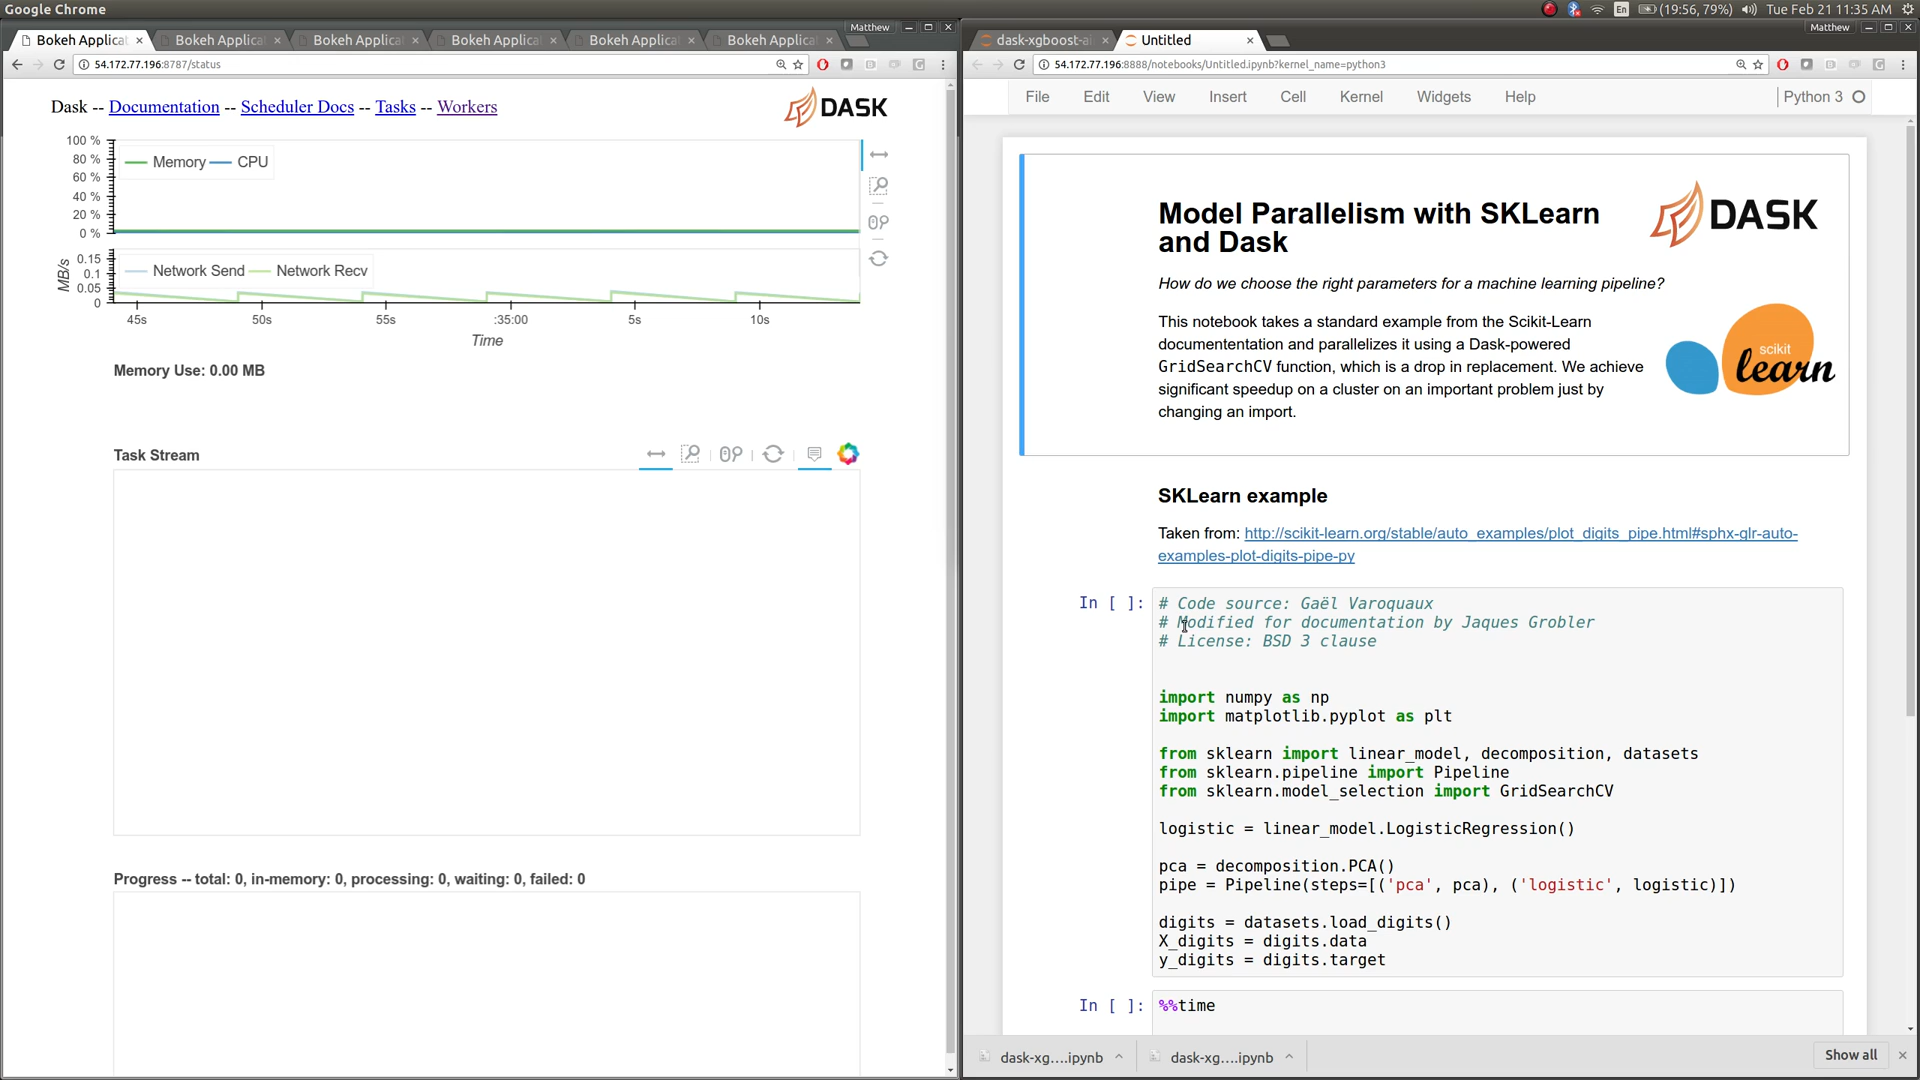 Google Chrome
(19:56, 79%) Tue Feb 21 11:35 AM
En
Matthew
Bokeh Applicat
Bokeh Applicat
Bokeh Applicat
Bokeh Applicat
Bokeh Applicat
Bokeh Applicat
54.172.77.196:8787/status
Dask -- Documentation -- Scheduler Docs -- Tasks -- Workers
DASK
100 %
80 %
60 %
40 %
20 %
0 %
Memory
CPU
MB/s
0.15
0.1
0.05
0
Network Send
Network Recv
45s
50s
55s
:35:00
5s
10s
Time
Memory Use: 0.00 MB
Task Stream
Progress -- total: 0, in-memory: 0, processing: 0, waiting: 0, failed: 0
Matthew
dask-xgboost-a
Untitled
54.172.77.196:8888/notebooks/Untitled.ipynb?kernel_name=python3
File
Edit
View
Insert
Cell
Kernel
Widgets
Help
Python 3
Model Parallelism with SKLearn
and Dask
DASK
How do we choose the right parameters for a machine learning pipeline?
This notebook takes a standard example from the Scikit-Learn
documententation and parallelizes it using a Dask-powered
GridSearchCV function, which is a drop in replacement. We achieve
significant speedup on a cluster on an important problem just by
changing an import.
scikit
learn
SKLearn example
Taken from: http://scikit-learn.org/stable/auto_examples/plot_digits_pipe.html#sphx-glr-auto-
examples-plot-digits-pipe-py
In [ ]:
# Code source: Gaël Varoquaux
# Modified for documentation by Jaques Grobler
# License: BSD 3 clause
import numpy as np
import matplotlib.pyplot as plt
from sklearn import linear_model, decomposition, datasets
from sklearn.pipeline import Pipeline
from sklearn.model_selection import GridSearchCV
logistic = linear_model.LogisticRegression()
pca = decomposition.PCA()
pipe = Pipeline(steps=[('pca', pca), ('logistic', logistic)])
digits = datasets.load_digits()
X_digits = digits.data
y_digits = digits.target
In [ ]:
%%time
dask-xg....ipynb
dask-xg....ipynb
Show all